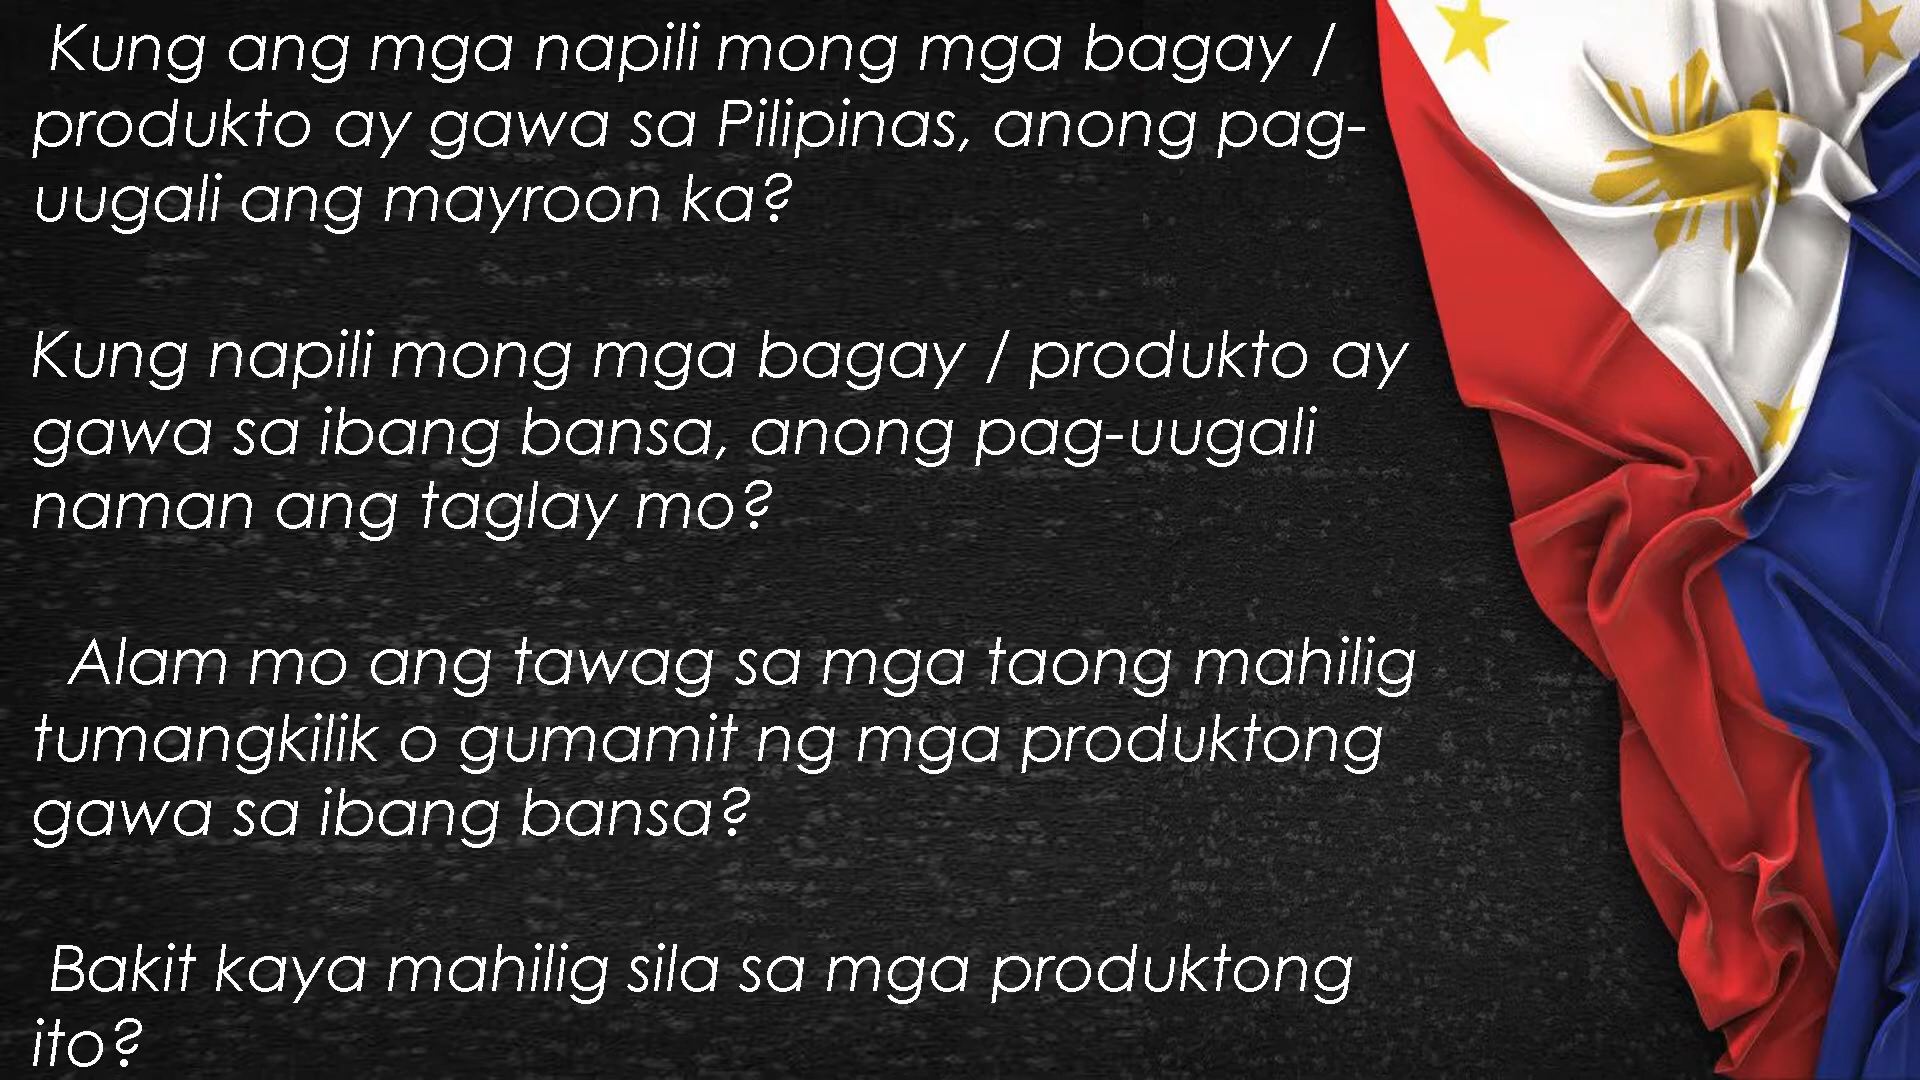 Kung ang mga napili mong mga bagay /
produkto ay gawa sa Pilipinas, anong pag-
uugali ang mayroon ka?
Kung napili mong mga bagay / produkto ay
gawa sa ibang bansa, anong pag-uugali
naman ang taglay mo?
Alam mo ang tawag sa mga taong mahilig
tumangkilik o gumamit ng mga produktong
gawa sa ibang bansa?
Bakit kaya mahilig sila sa mga produktong
ito?